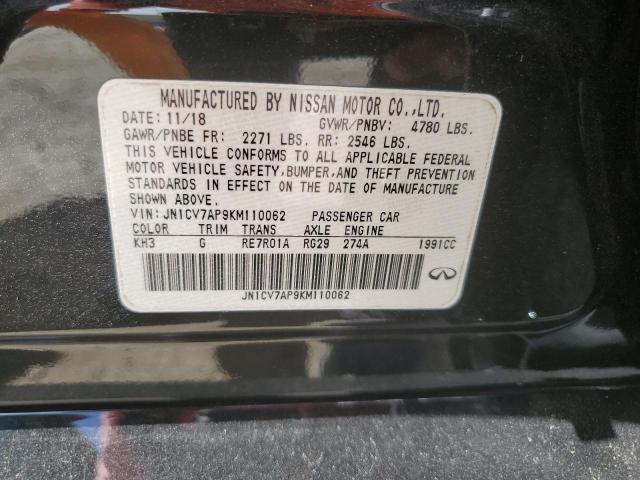 MANUFACTURED BY NISSAN MOTOR CO.,LTD.
DATE: 11/18 GVWR/PNBV: 4780 LBS.
GAWR/PNBE FR: 2271 LBS. RR: 2546 LBS.
THIS VEHICLE CONFORMS TO ALL APPLICABLE FEDERAL
MOTOR VEHICLE SAFETY, BUMPER, AND THEFT PREVENTION
STANDARDS IN EFFECT ON THE DATE OF MANUFACTURE
SHOWN ABOVE.
VIN: JN1CV7AP9KM110062 PASSENGER CAR
COLOR TRIM TRANS AXLE ENGINE
KH3 G RE7R01A RG29 274A 1991CC
JN1CV7AP9KM110062